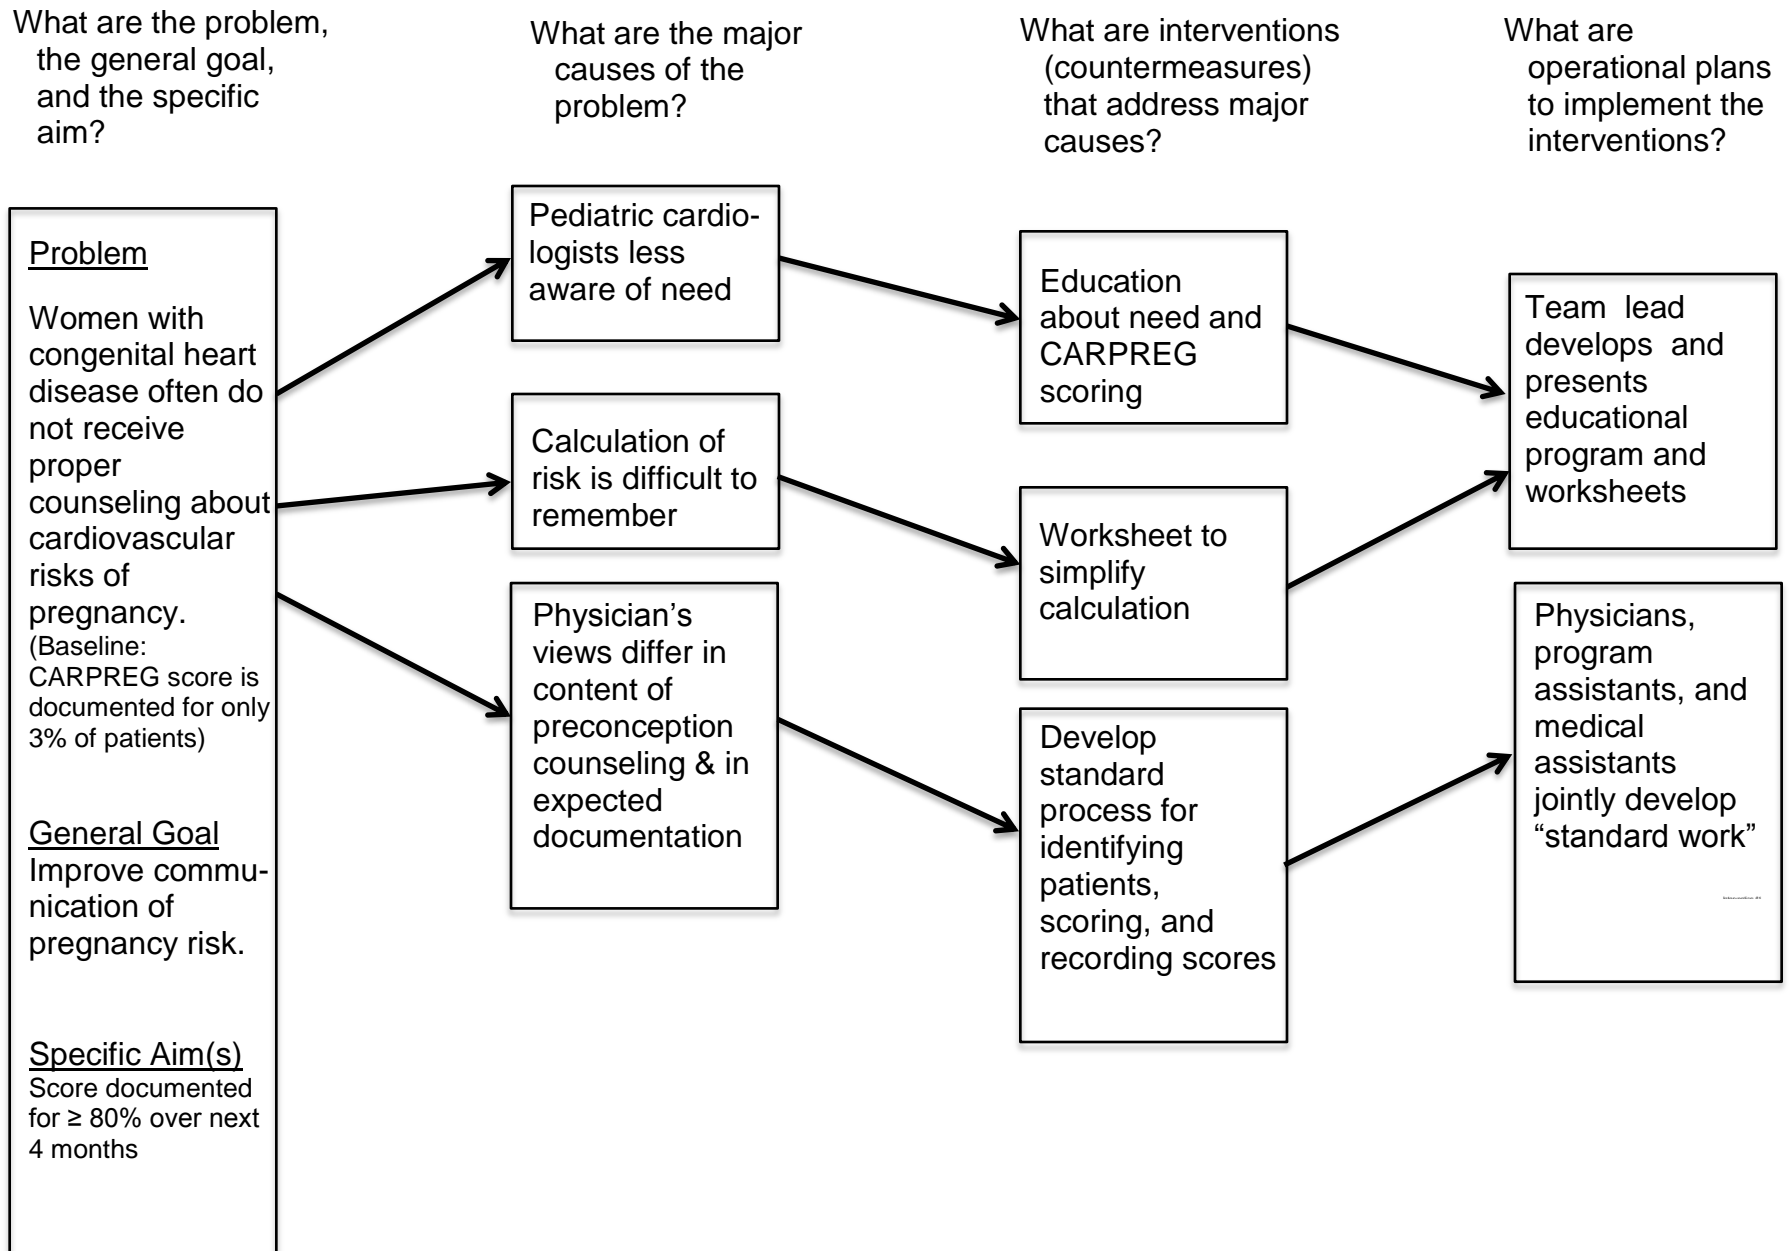 What are the problem,
the general goal,
and the specific
aim?
What are the major
causes of the
problem?
What are interventions
(countermeasures)
that address major
causes?
What are
operational plans
to implement the
interventions?
Problem
Women with
congenital heart
disease often do
not receive
proper
counseling about
cardiovascular
risks of
pregnancy.
(Baseline:
CARPREG score is
documented for only
3% of patients)
General Goal
Improve commu-
nication of
pregnancy risk.
Specific Aim(s)
Score documented
for ≥ 80% over next
4 months
Pediatric cardio-
logists less
aware of need
Calculation of
risk is difficult to
remember
Physician’s
views differ in
content of
preconception
counseling & in
expected
documentation
Education
about need and
CARPREG
scoring
Worksheet to
simplify
calculation
Develop
standard
process for
identifying
patients,
scoring, and
recording scores
Team lead
develops and
presents
educational
program and
worksheets
Physicians,
program
assistants, and
medical
assistants
jointly develop
“standard work”